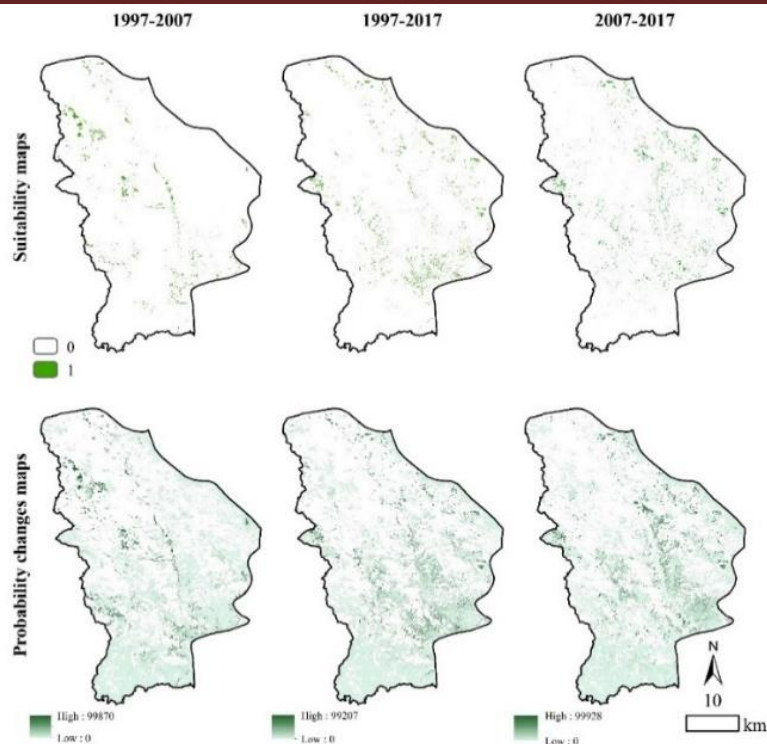 1997-2007 1997-2017 2007-2017
Suitability maps
0
1
Probability changes maps
N
10
km
High : 99870
Low : 0
High : 99207
Low : 0
High : 99928
Low : 0